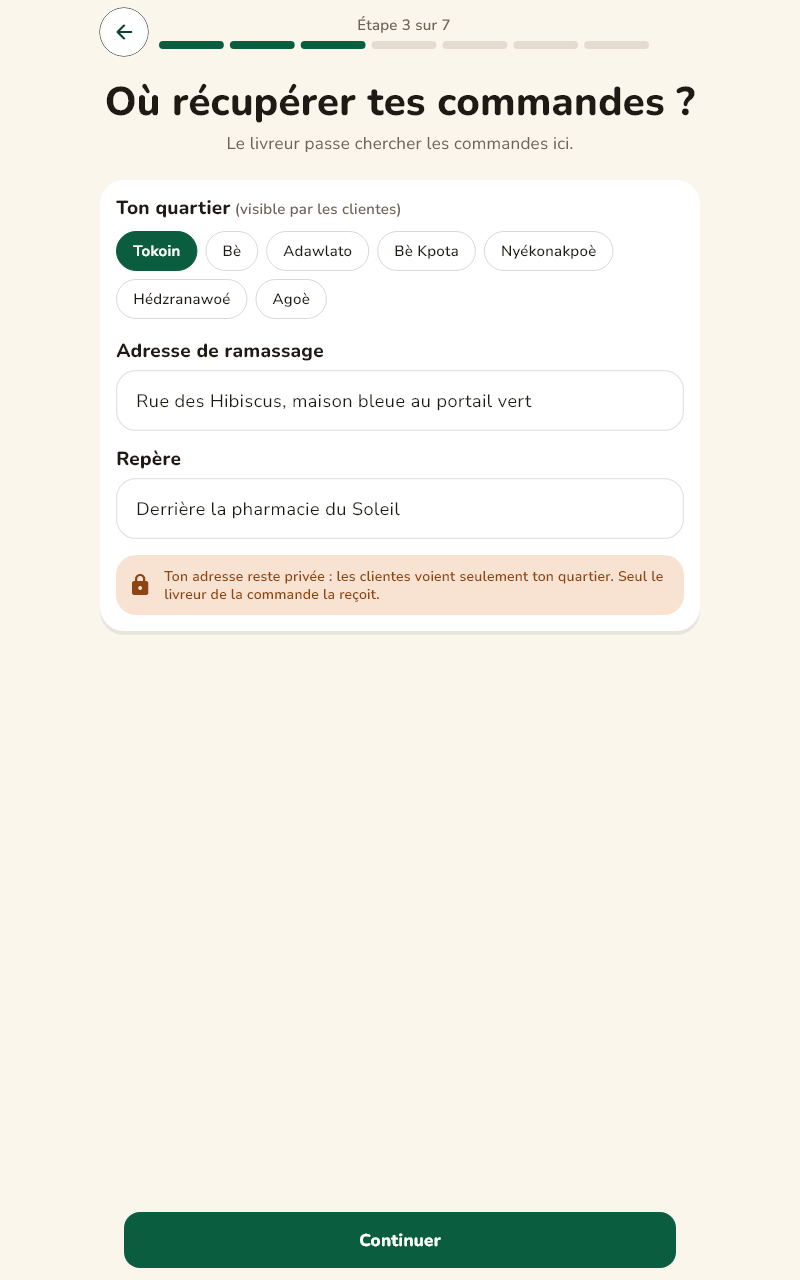 Étape 3 sur 7
Où récupérer tes commandes ?
Le livreur passe chercher les commandes ici.
Ton quartier (visible par les clientes)
Tokoin
Bè
Adawlato
Bè Kpota
Nyékonakpoè
Hédzranawoé
Agoè
Adresse de ramassage
Rue des Hibiscus, maison bleue au portail vert
Repère
Derrière la pharmacie du Soleil
Ton adresse reste privée : les clientes voient seulement ton quartier. Seul le
livreur de la commande la reçoit.
Continuer